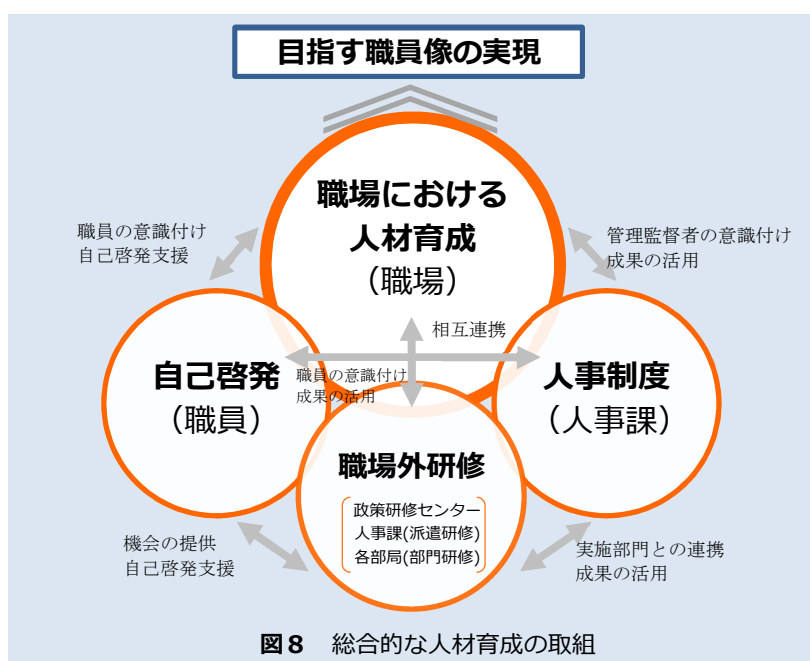 目指す職員像の実現
職場における
人材育成
（職場）
職員の意識付け
自己啓発支援
管理監督者の意識付け
成果の活用
相互連携
自己啓発
（職員）
職員の意識付け
成果の活用
人事制度
（人事課）
職場外研修
政策研修センター
人事課(派遣研修)
各部局(部門研修)
機会の提供
自己啓発支援
実施部門との連携
成果の活用
図８　総合的な人材育成の取組